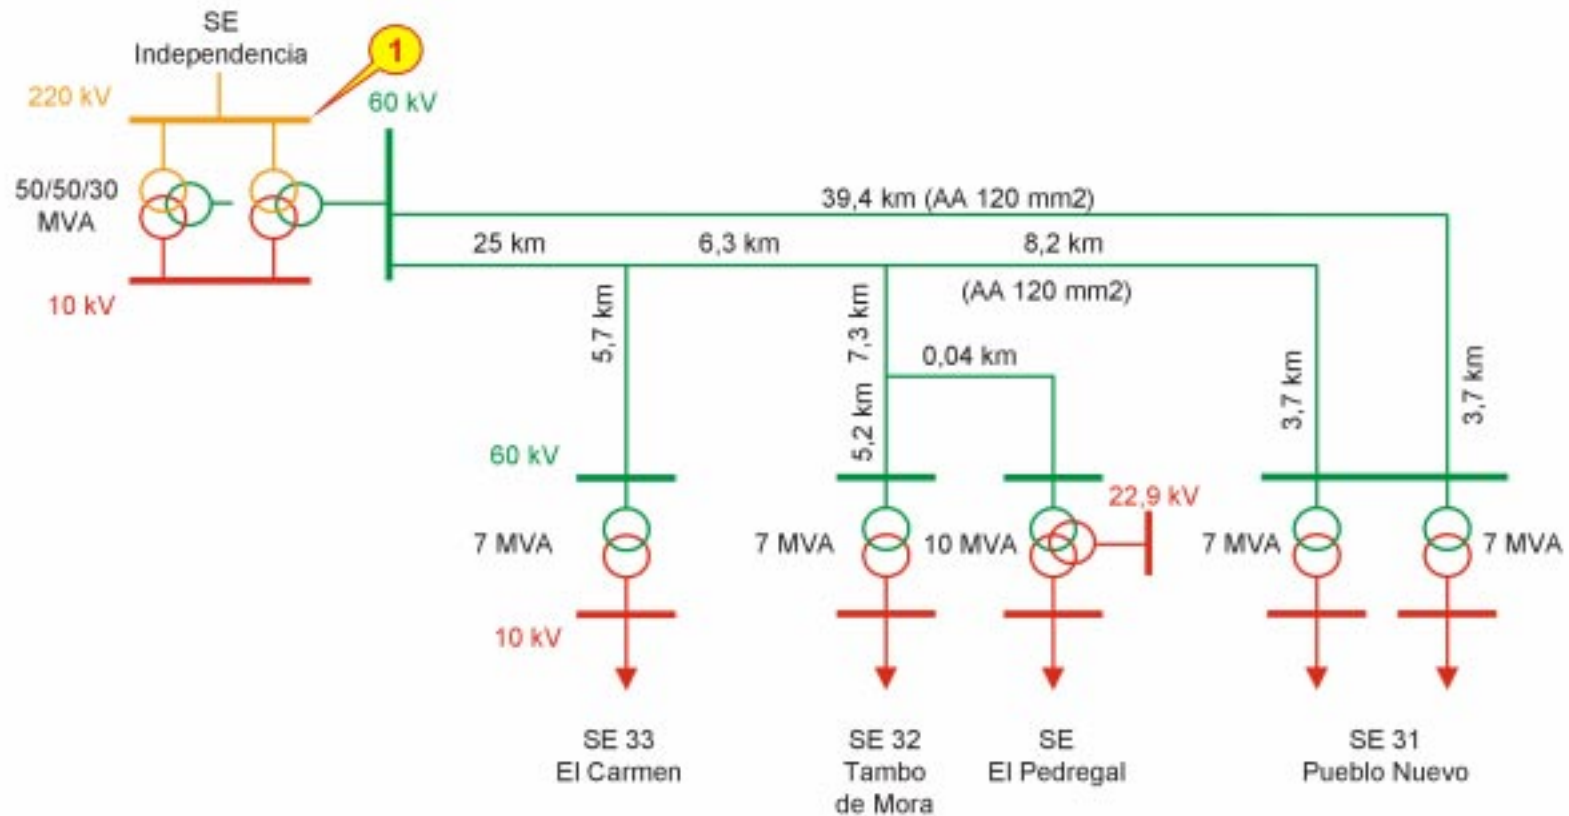 SE
Independencia
1
220 kV
60 kV
50/50/30
MVA
10 kV
39,4 km (AA 120 mm2)
25 km
6,3 km
8,2 km
(AA 120 mm2)
5,7 km
7,3 km
0,04 km
5,2 km
3,7 km
3,7 km
60 kV
22,9 kV
7 MVA
7 MVA
10 MVA
7 MVA
7 MVA
10 kV
SE 33
El Carmen
SE 32
Tambo
de Mora
SE
El Pedregal
SE 31
Pueblo Nuevo